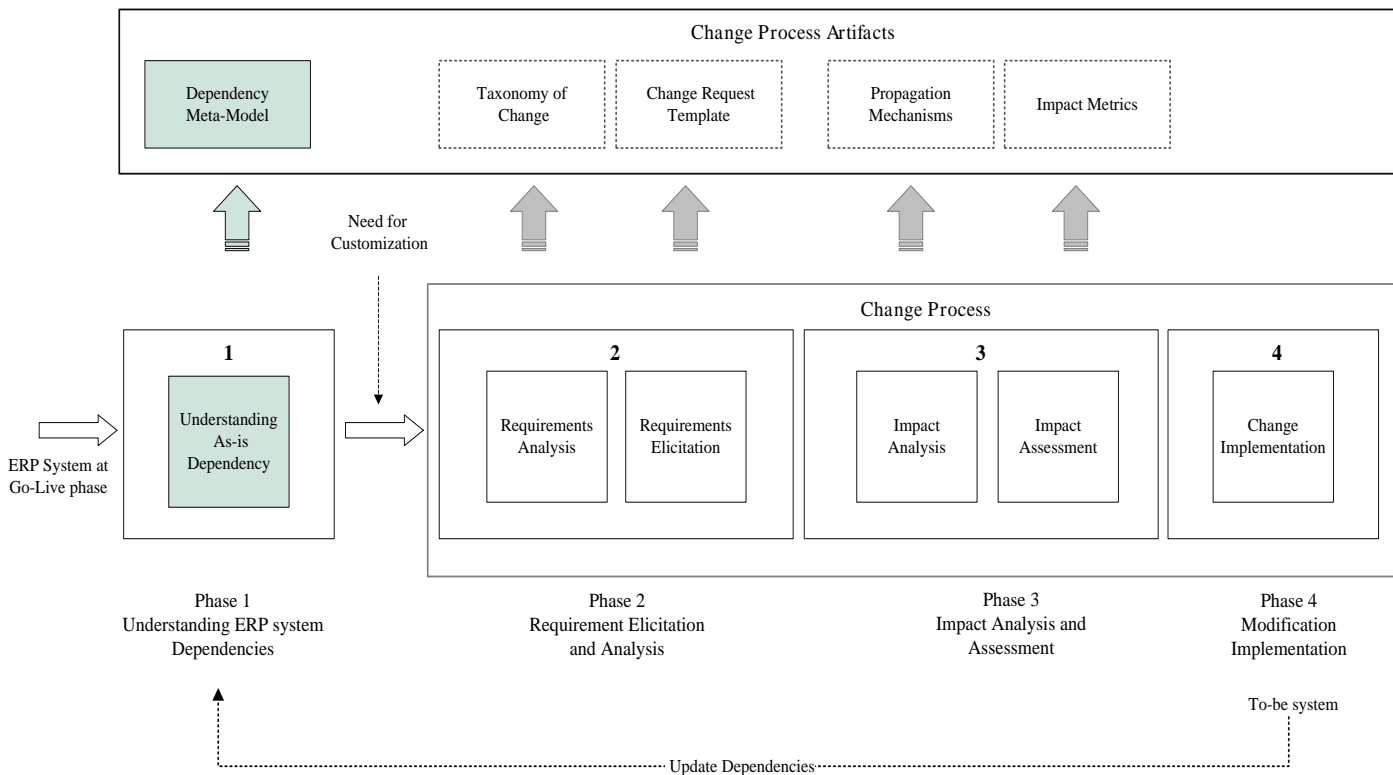 Change Process Artifacts
Dependency
Meta-Model
Taxonomy of
Change
Change Request
Template
Propagation
Mechanisms
Impact Metrics
Need for
Customization
Change Process
1
2
3
4
Understanding
As-is
Dependency
Requirements
Analysis
Requirements
Elicitation
Impact
Analysis
Impact
Assessment
Change
Implementation
ERP System at
Go-Live phase
Phase 1
Understanding ERP system
Dependencies
Phase 2
Requirement Elicitation
and Analysis
Phase 3
Impact Analysis and
Assessment
Phase 4
Modification
Implementation
To-be system
Update Dependencies